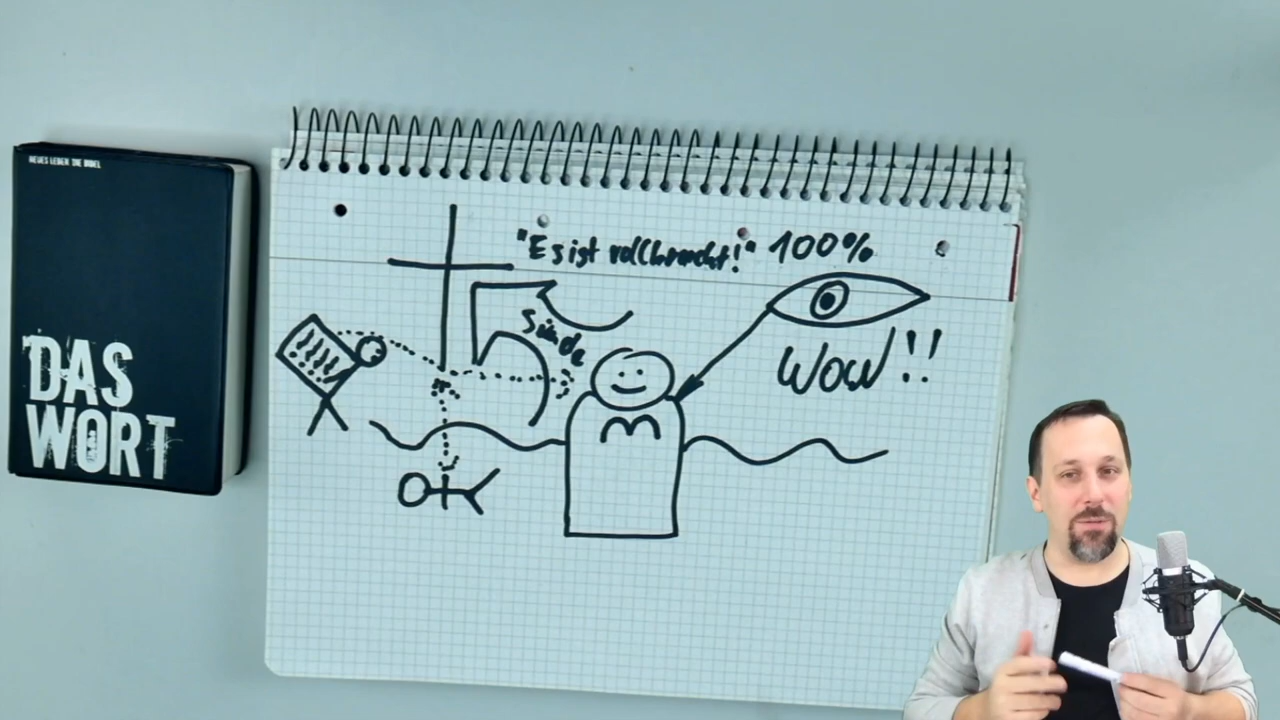 NEUES LEBEN. DIE BIBEL
DAS
WORT
"Es ist vollbracht!" 100%
Sünde
WOW!!